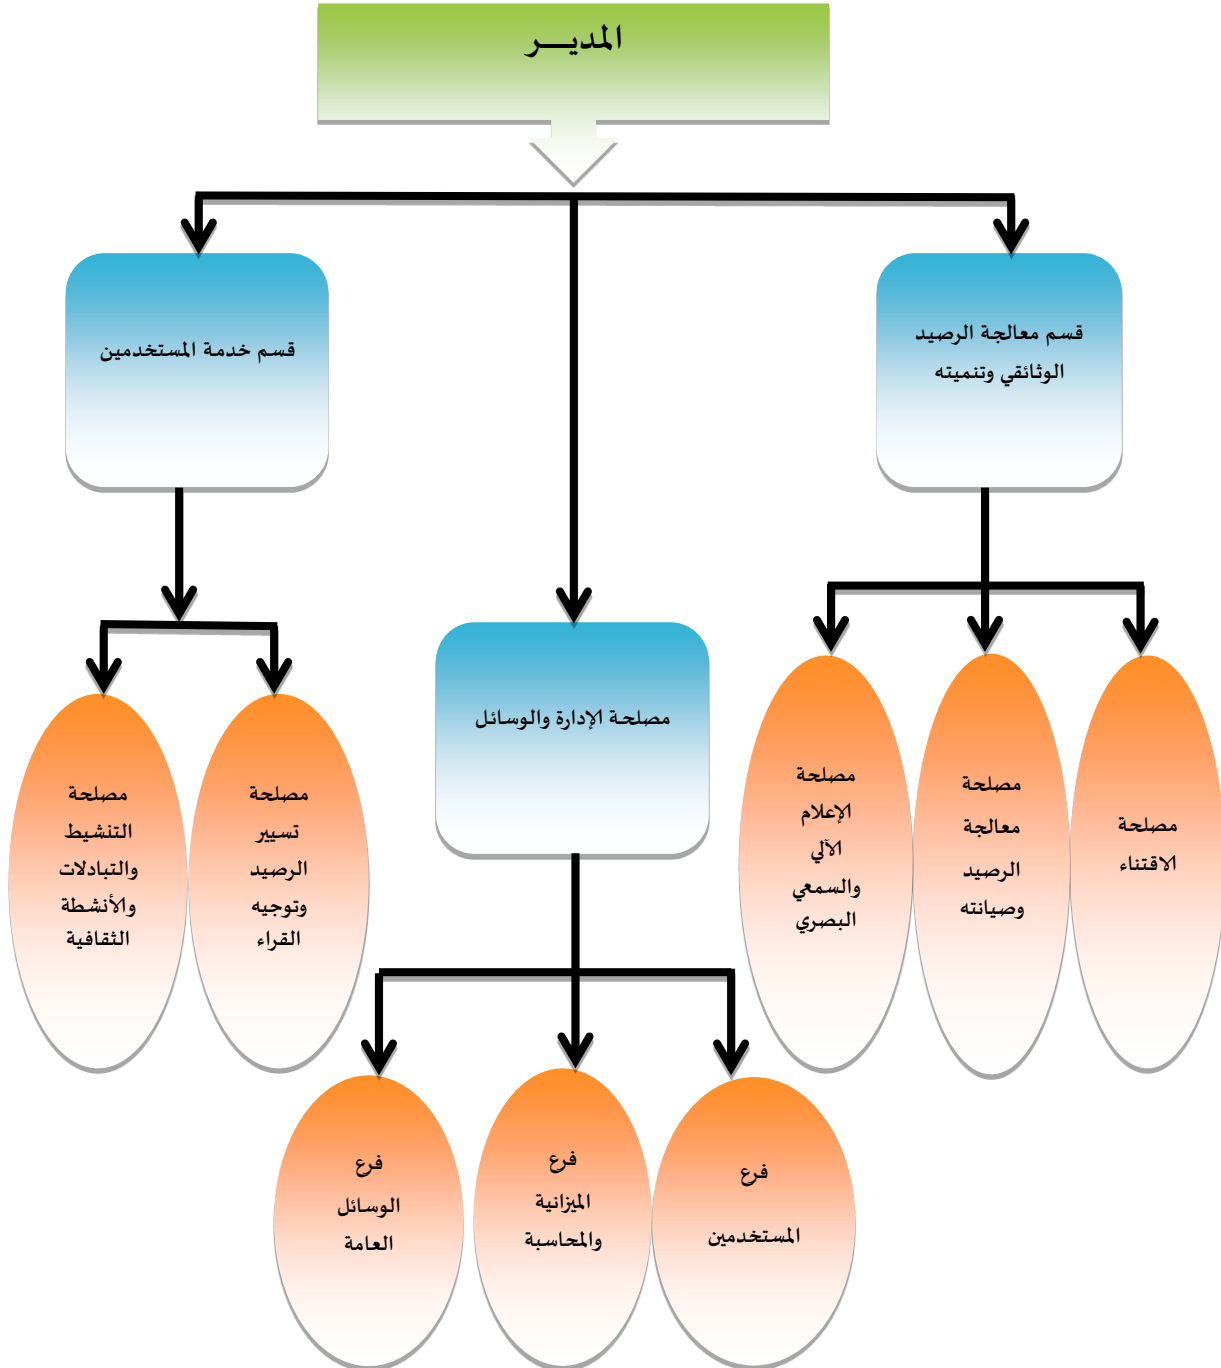 المديــر
قسم معالجة الرصيد
الوثائقي وتنميته
قسم خدمة المستخدمين
مصلحة الإدارة والوسائل
مصلحة
الاقتناء
مصلحة
معالجة
الرصيد
وصيانته
مصلحة
الإعلام
الآلي
والسمعي
البصري
مصلحة
تسيير
الرصيد
وتوجيه
القراء
مصلحة
التنشيط
والتبادلات
والأنشطة
الثقافية
فرع
المستخدمين
فرع
الميزانية
والمحاسبة
فرع
الوسائل
العامة